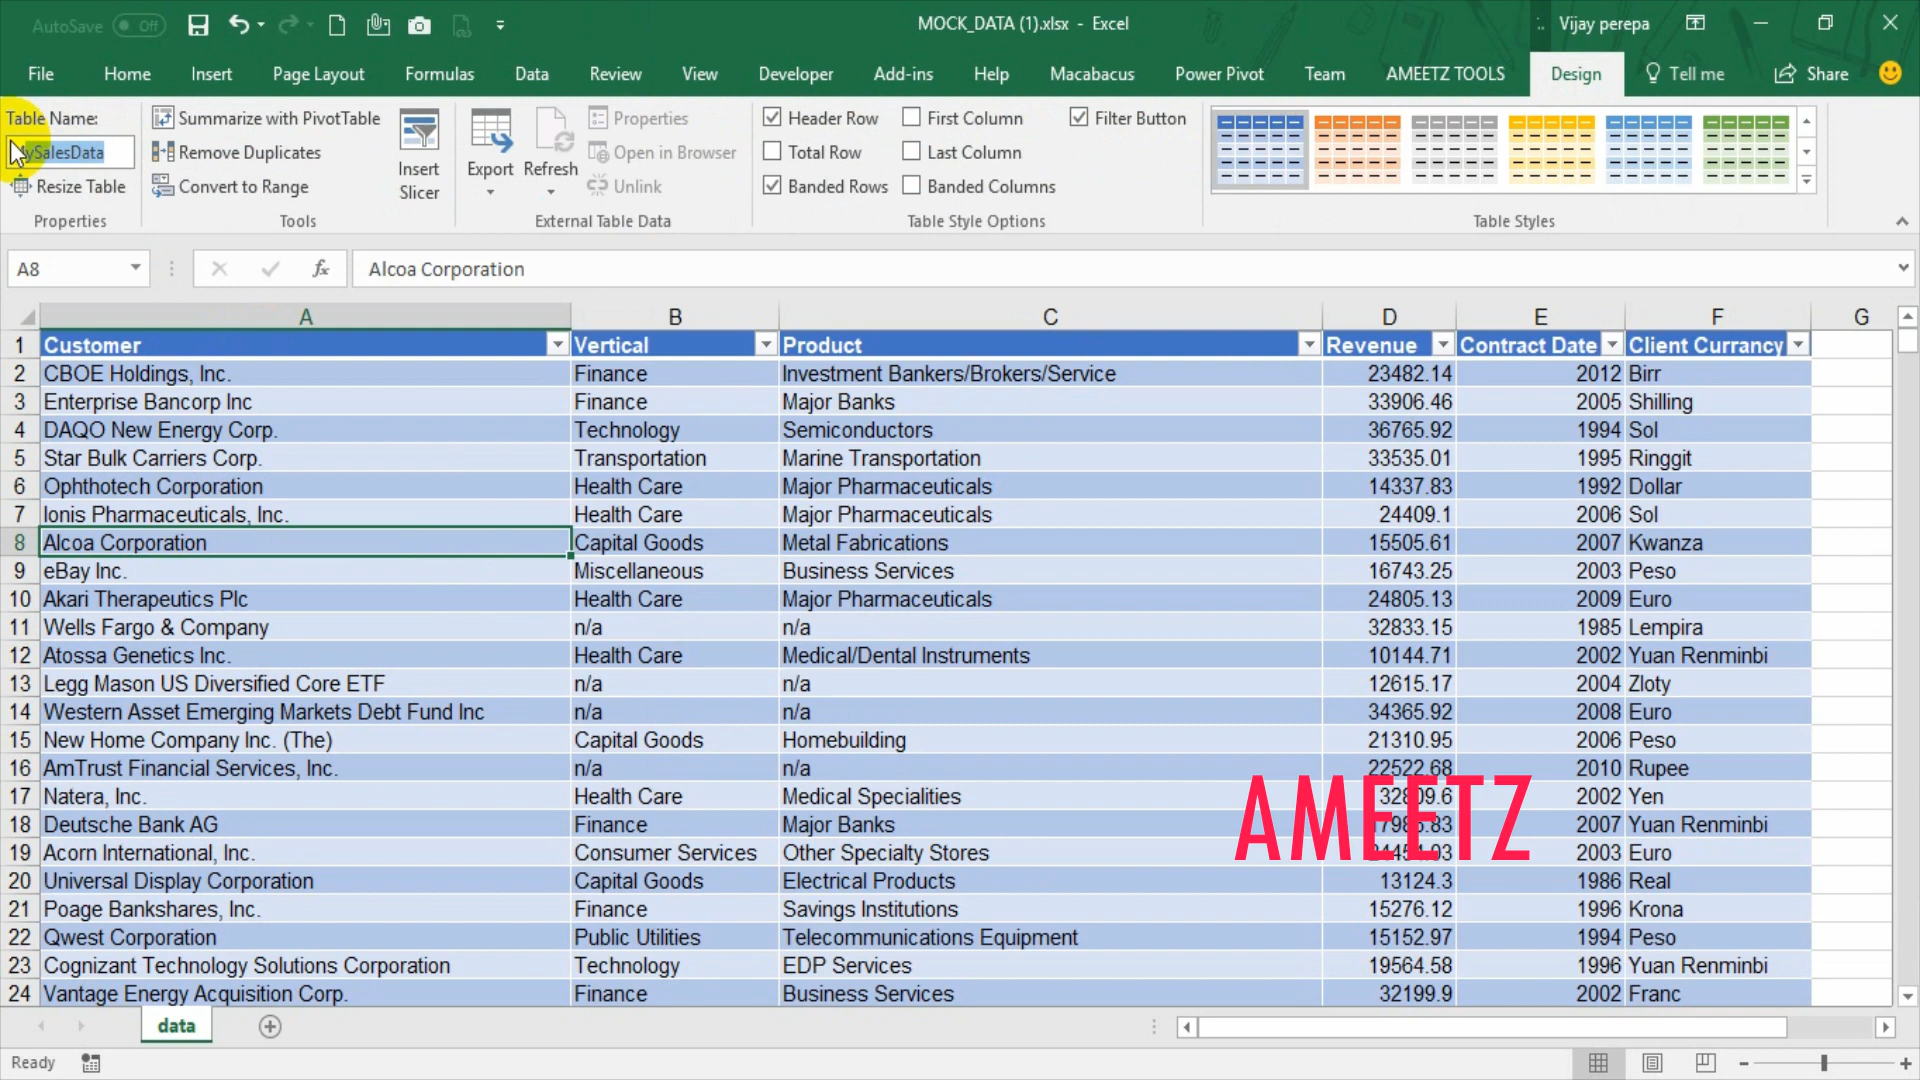 AutoSave Off MOCK_DATA (1).xlsx - Excel Vijay perepa
File Home Insert Page Layout Formulas Data Review View Developer Add-ins Help Macabacus Power Pivot Team AMEETZ TOOLS Design Tell me Share
Table Name:
MySalesData
Resize Table
Properties
Summarize with PivotTable
Remove Duplicates
Convert to Range
Tools
Insert Slicer
Export Refresh
Properties
Open in Browser
Unlink
External Table Data
Header Row First Column Filter Button
Total Row Last Column
Banded Rows Banded Columns
Table Style Options
Table Styles
A8 fx Alcoa Corporation
A B C D E F G
1 Customer Vertical Product Revenue Contract Date Client Currancy
2 CBOE Holdings, Inc. Finance Investment Bankers/Brokers/Service 23482.14 2012 Birr
3 Enterprise Bancorp Inc Finance Major Banks 33906.46 2005 Shilling
4 DAQO New Energy Corp. Technology Semiconductors 36765.92 1994 Sol
5 Star Bulk Carriers Corp. Transportation Marine Transportation 33535.01 1995 Ringgit
6 Ophthotech Corporation Health Care Major Pharmaceuticals 14337.83 1992 Dollar
7 Ionis Pharmaceuticals, Inc. Health Care Major Pharmaceuticals 24409.1 2006 Sol
8 Alcoa Corporation Capital Goods Metal Fabrications 15505.61 2007 Kwanza
9 eBay Inc. Miscellaneous Business Services 16743.25 2003 Peso
10 Akari Therapeutics Plc Health Care Major Pharmaceuticals 24805.13 2009 Euro
11 Wells Fargo & Company n/a n/a 32833.15 1985 Lempira
12 Atossa Genetics Inc. Health Care Medical/Dental Instruments 10144.71 2002 Yuan Renminbi
13 Legg Mason US Diversified Core ETF n/a n/a 12615.17 2004 Zloty
14 Western Asset Emerging Markets Debt Fund Inc n/a n/a 34365.92 2008 Euro
15 New Home Company Inc. (The) Capital Goods Homebuilding 21310.95 2006 Peso
16 AmTrust Financial Services, Inc. n/a n/a 22522.68 2010 Rupee
17 Natera, Inc. Health Care Medical Specialities 32809.6 2002 Yen
18 Deutsche Bank AG Finance Major Banks 2007 Yuan Renminbi
19 Acorn International, Inc. Consumer Services Other Specialty Stores 2003 Euro
AMEETZ
20 Universal Display Corporation Capital Goods Electrical Products 13124.3 1986 Real
21 Poage Bankshares, Inc. Finance Savings Institutions 15276.12 1996 Krona
22 Qwest Corporation Public Utilities Telecommunications Equipment 15152.97 1994 Peso
23 Cognizant Technology Solutions Corporation Technology EDP Services 19564.58 1996 Yuan Renminbi
24 Vantage Energy Acquisition Corp. Finance Business Services 32199.9 2002 Franc
data
Ready